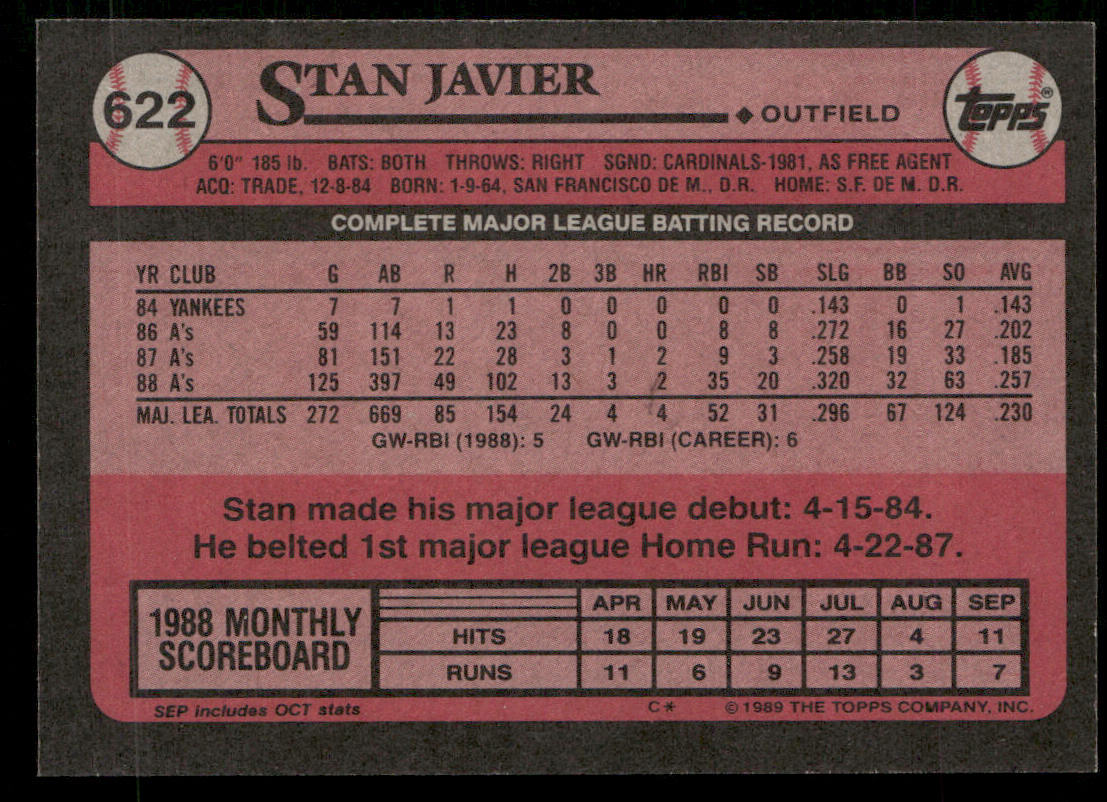 622
STAN JAVIER
◆ OUTFIELD
TOPPS®
6'0" 185 lb. BATS: BOTH THROWS: RIGHT SGND: CARDINALS-1981, AS FREE AGENT
ACQ: TRADE, 12-8-84 BORN: 1-9-64, SAN FRANCISCO DE M., D.R. HOME: S.F. DE M. D.R.
COMPLETE MAJOR LEAGUE BATTING RECORD
YR CLUB G AB R H 2B 3B HR RBI SB SLG BB SO AVG
84 YANKEES 7 7 1 1 0 0 0 0 0 .143 0 1 .143
86 A's 59 114 13 23 8 0 0 8 8 .272 16 27 .202
87 A's 81 151 22 28 3 1 2 9 3 .258 19 33 .185
88 A's 125 397 49 102 13 3 2 35 20 .320 32 63 .257
MAJ. LEA. TOTALS 272 669 85 154 24 4 4 52 31 .296 67 124 .230
GW-RBI (1988): 5 GW-RBI (CAREER): 6
Stan made his major league debut: 4-15-84.
He belted 1st major league Home Run: 4-22-87.
1988 MONTHLY
SCOREBOARD
APR MAY JUN JUL AUG SEP
HITS 18 19 23 27 4 11
RUNS 11 6 9 13 3 7
SEP includes OCT stats
C* © 1989 THE TOPPS COMPANY, INC.